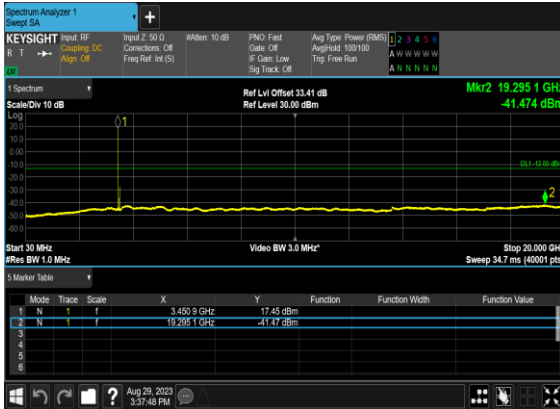 Spectrum Analyzer 1
Swept SA
+
KEYSIGHT Input: RF Input Z: 50 Ω #Atten: 10 dB PNO: Fast Avg Type: Power (RMS) 1 2 3 4 5 6
R T Coupling: DC Corrections: Off Gate: Off Avg|Hold: 100/100 A W W W W W
Align: Off Freq Ref: Int (S) IF Gain: Low Trig: Free Run
Sig Track: Off A N N N N N
LV
1 Spectrum Ref Lvl Offset 33.41 dB Mkr2 19.295 1 GHz
Scale/Div 10 dB Ref Level 30.00 dBm -41.474 dBm
Log
20.0
10.0
0.00
-10.0
-20.0
-30.0
-40.0
-50.0
-60.0
1
DL1 -13.00 dBm
2
Start 30 MHz Video BW 3.0 MHz* Stop 20.000 GHz
#Res BW 1.0 MHz Sweep 34.7 ms (40001 pts)
5 Marker Table
Mode Trace Scale X Y Function Function Width Function Value
1 N 1 f 3.450 9 GHz 17.45 dBm
2 N 1 f 19.295 1 GHz -41.47 dBm
3
4
5
6
? Aug 29, 2023
3:37:48 PM